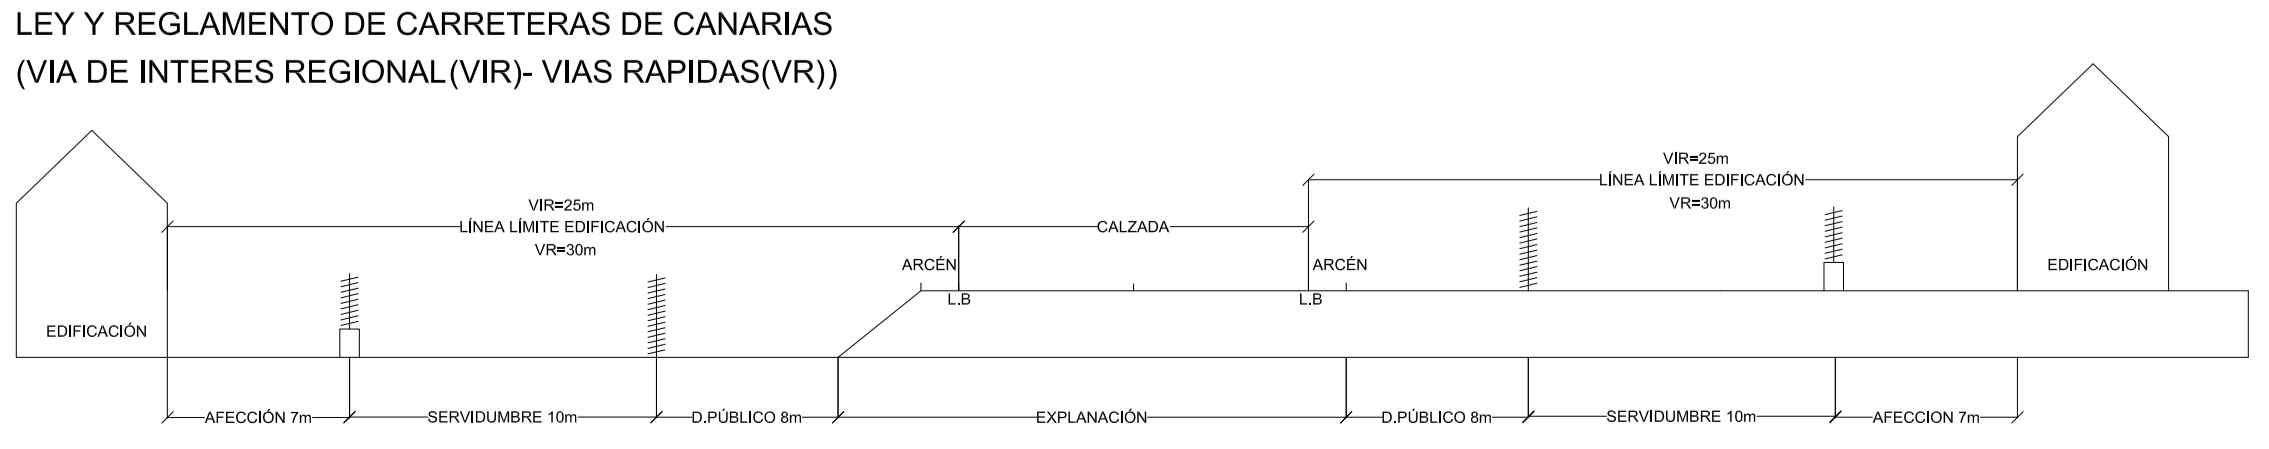 LEY Y REGLAMENTO DE CARRETERAS DE CANARIAS
(VIA DE INTERES REGIONAL(VIR)- VIAS RAPIDAS(VR))
VIR=25m
LÍNEA LÍMITE EDIFICACIÓN
VR=30m
VIR=25m
LÍNEA LÍMITE EDIFICACIÓN
VR=30m
CALZADA
ARCÉN
ARCÉN
EDIFICACIÓN
L.B
L.B
EDIFICACIÓN
AFECCIÓN 7m
SERVIDUMBRE 10m
D.PÚBLICO 8m
EXPLANACIÓN
D.PÚBLICO 8m
SERVIDUMBRE 10m
AFECCION 7m